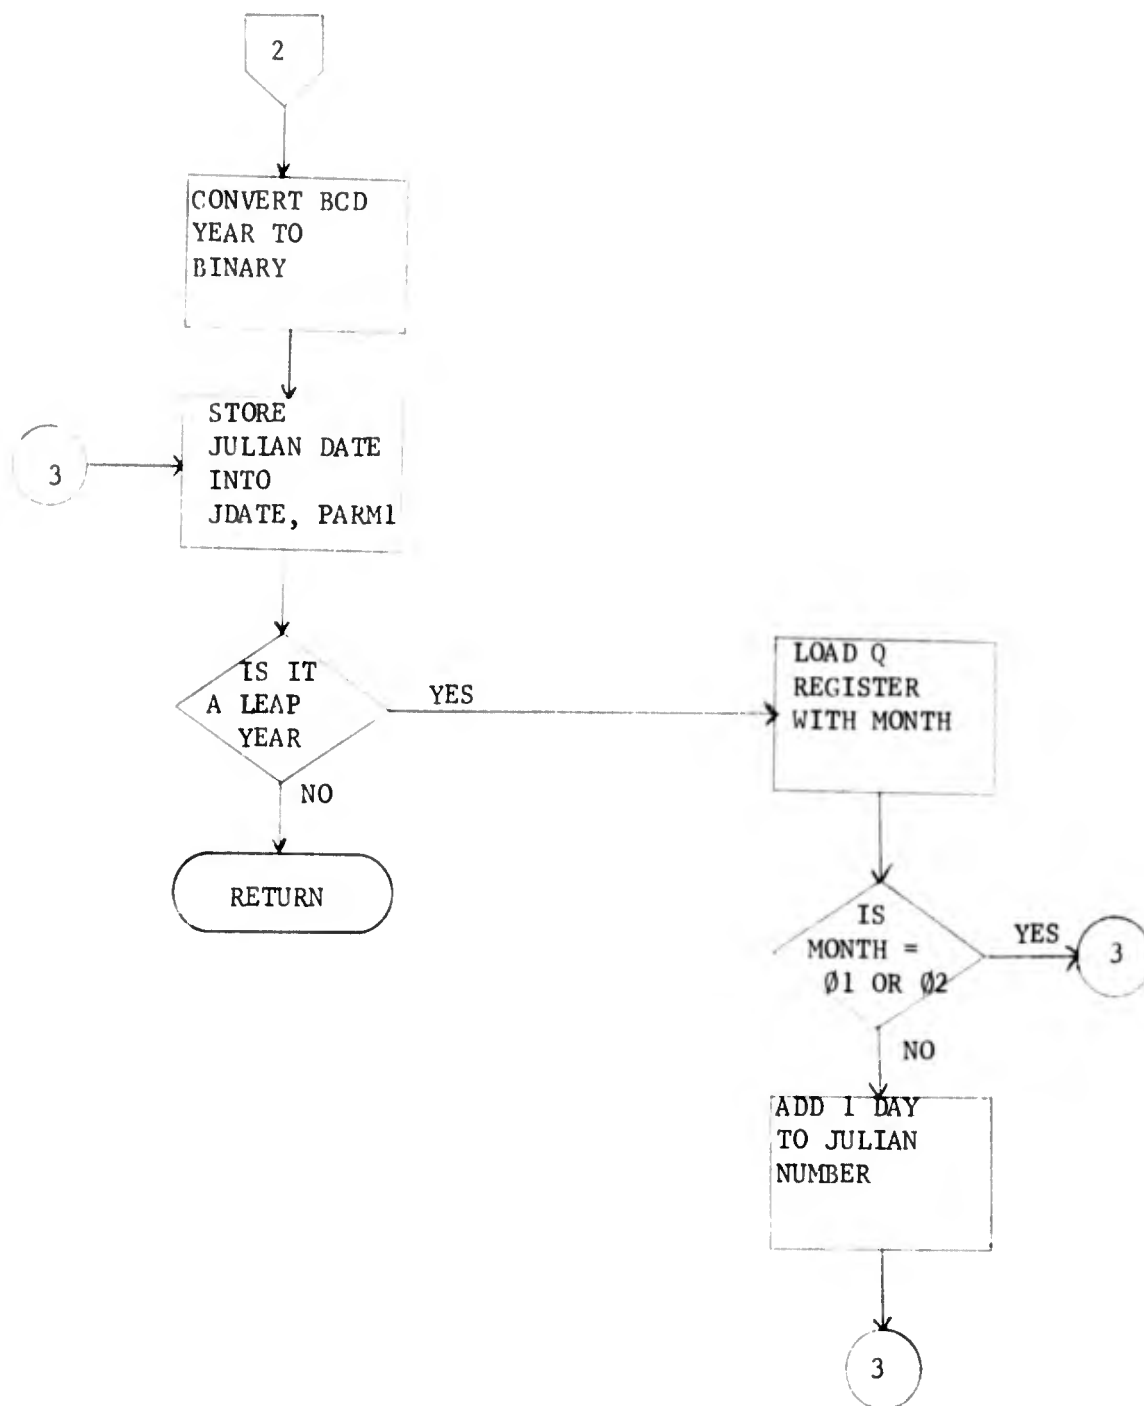 2
CONVERT BCD
YEAR TO
BINARY
STORE
JULIAN DATE
INTO
JDATE, PARM1
3
IS IT
A LEAP
YEAR
YES
NO
RETURN
LOAD Q
REGISTER
WITH MONTH
IS
MONTH =
Ø1 OR Ø2
YES
3
NO
ADD 1 DAY
TO JULIAN
NUMBER
3